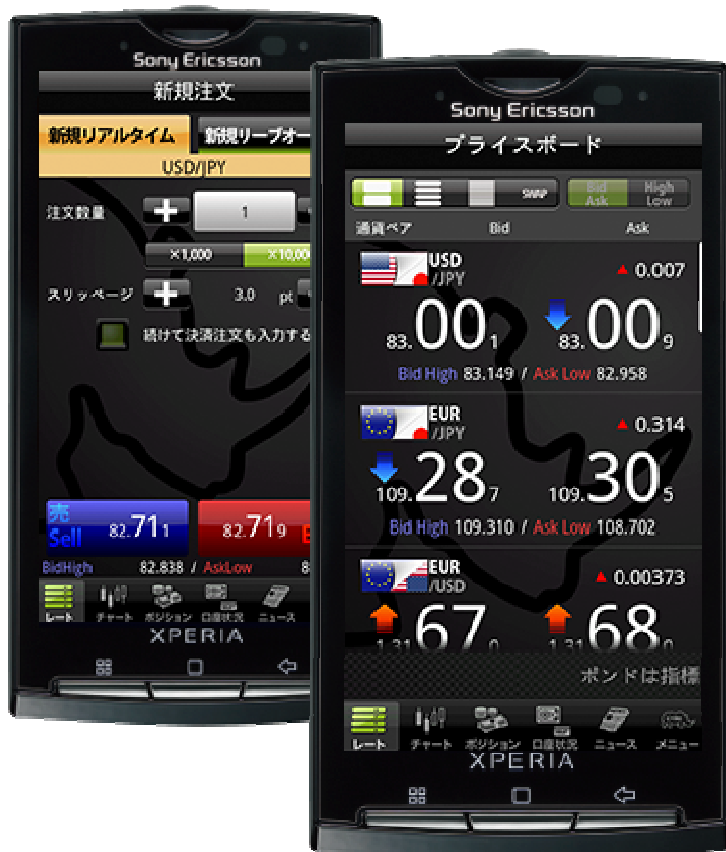 Sony Ericsson
新規注文
新規リアルタイム
新規リーブオー
USD/JPY
注文数量
1
×1,000
×10,00
スリッページ
3.0 pt
続けて決済注文も入力する
売
Sell
82.711
82.719
BidHigh
82.838 / AskLow
レート
チャート
ポジション
口座状況
ニュース
XPERIA
Sony Ericsson
プライスボード
SWAP
Bid
Ask
High
Low
通貨ペア
Bid
Ask
USD
/JPY
▲ 0.007
83.001
83.009
Bid High 83.149 / Ask Low 82.958
EUR
/JPY
▲ 0.314
109.287
109.305
Bid High 109.310 / Ask Low 108.702
EUR
/USD
▲ 0.00373
1.31670
1.31680
ポンドは指標
レート
チャート
ポジション
口座状況
ニュース
メニュー
XPERIA